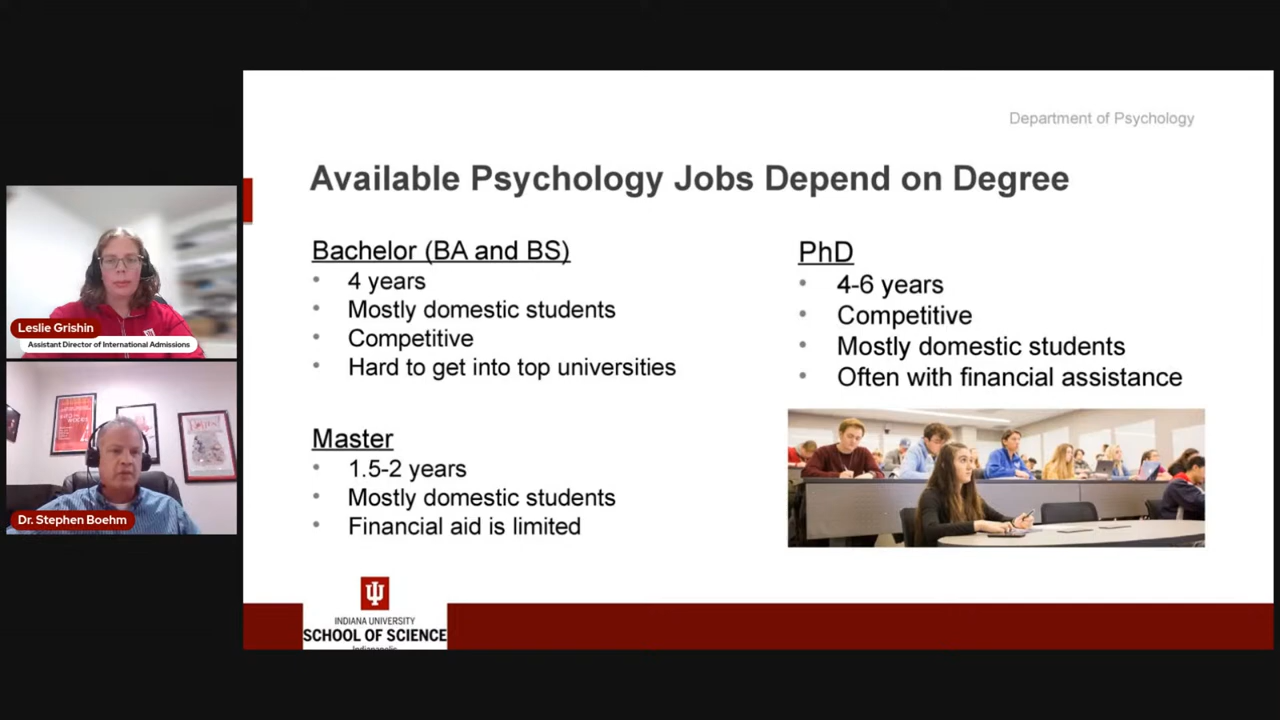 Department of Psychology
Available Psychology Jobs Depend on Degree
Bachelor (BA and BS)
• 4 years
• Mostly domestic students
• Competitive
• Hard to get into top universities
Master
• 1.5-2 years
• Mostly domestic students
• Financial aid is limited
PhD
• 4-6 years
• Competitive
• Mostly domestic students
• Often with financial assistance
Leslie Grishin
Assistant Director of International Admissions
Dr. Stephen Boehm
INDIANA UNIVERSITY
SCHOOL OF SCIENCE
Indianapolis